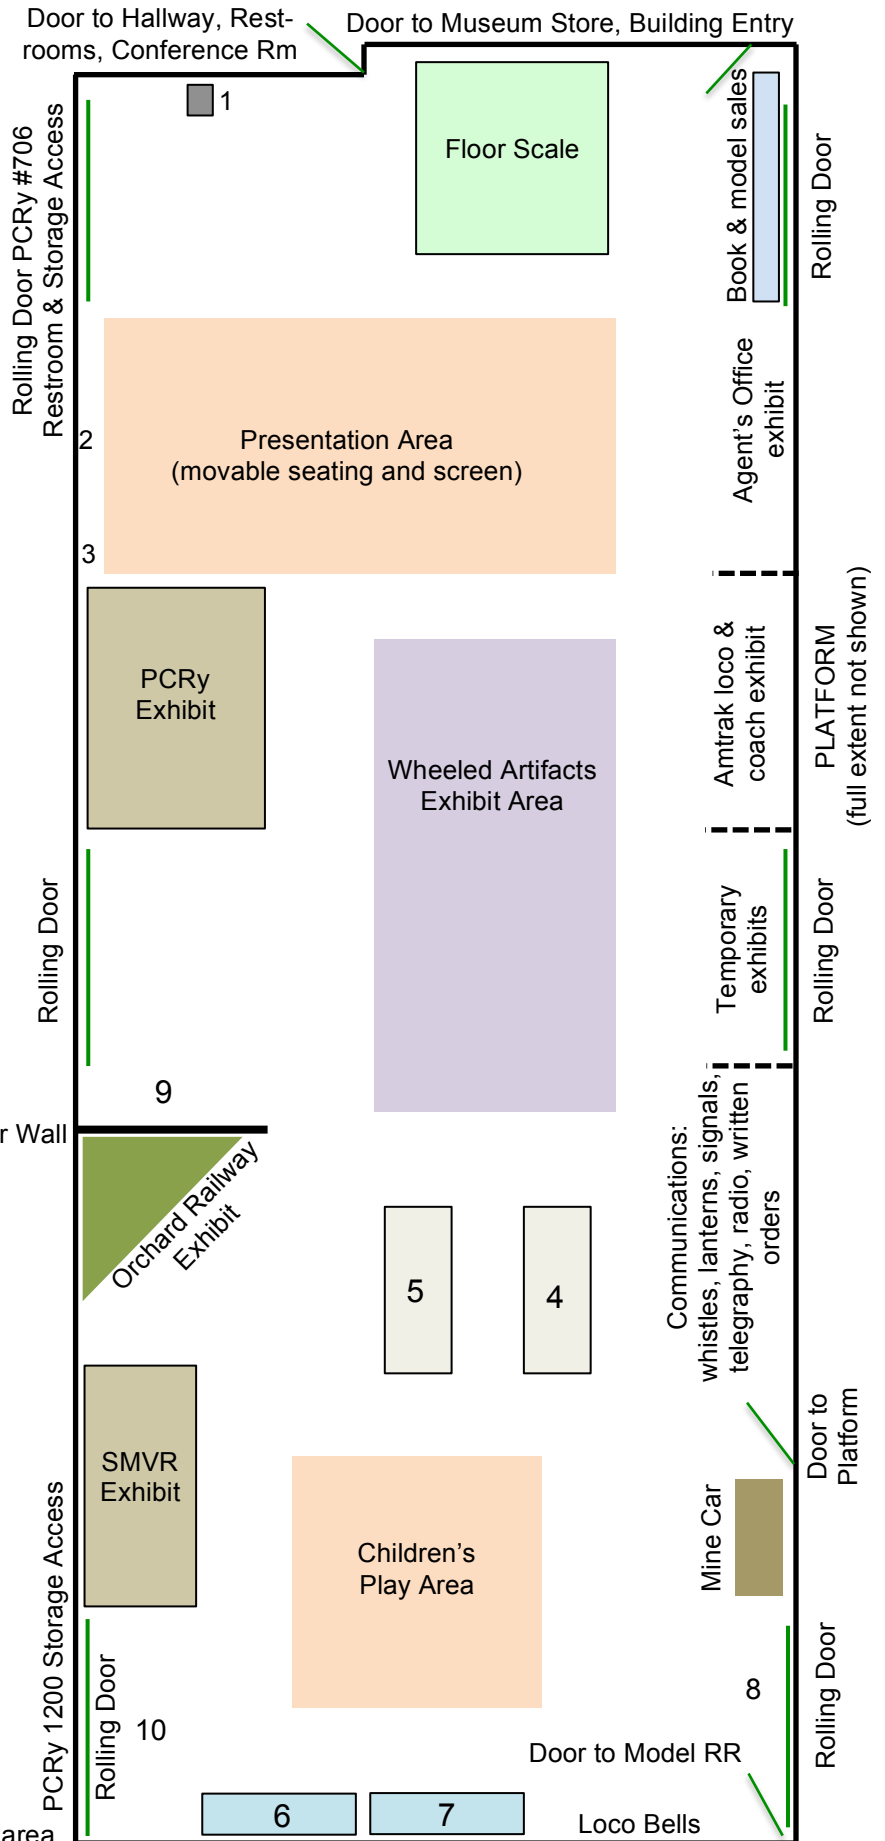 Door to Hallway, Rest-
rooms, Conference Rm
Door to Museum Store, Building Entry
1
Floor Scale
Book & model sales
Rolling Door
Rolling Door PCRy #706
Restroom & Storage Access
2
Presentation Area
(movable seating and screen)
Agent's Office
exhibit
3
PCRy
Exhibit
Amtrak loco &
coach exhibit
PLATFORM
(full extent not shown)
Wheeled Artifacts
Exhibit Area
Rolling Door
Temporary
exhibits
Rolling Door
9
r Wall
Orchard Railway
Exhibit
Communications:
whistles, lanterns, signals,
telegraphy, radio, written
orders
5
4
Door to
Platform
SMVR
Exhibit
Mine Car
Children's
Play Area
PCRy 1200 Storage Access
Rolling Door
10
8
Rolling Door
Door to Model RR
6
7
Loco Bells
area